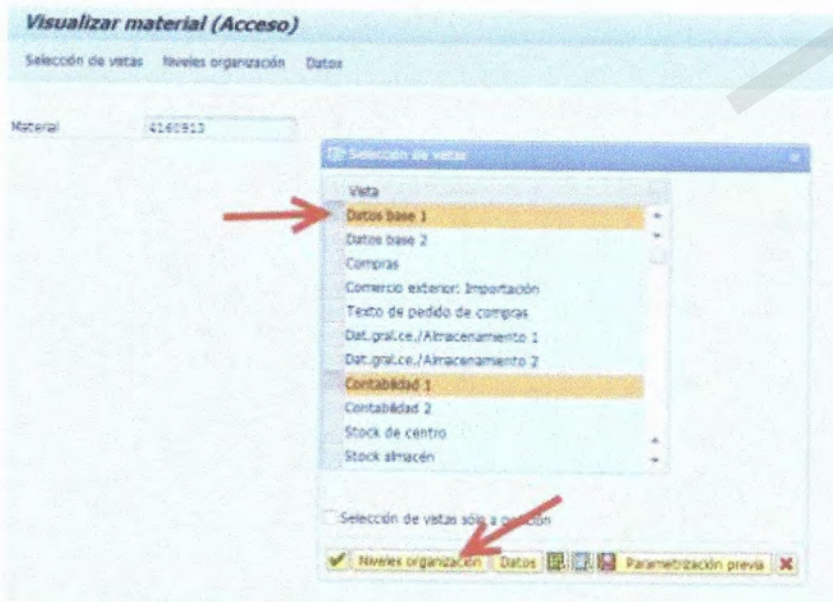 Visualizar material (Acceso)
Selección de vistas Niveles organización Datos
Material 4160913
Selección de vistas
Vista
Datos base 1
Datos base 2
Compras
Comercio exterior: Importación
Texto de pedido de compras
Dat.gral.ce./Almacenamiento 1
Dat.gral.ce./Almacenamiento 2
Contabilidad 1
Contabilidad 2
Stock de centro
Stock almacén
Selección de vistas sólo a petición
Niveles organización Datos Parametrización previa